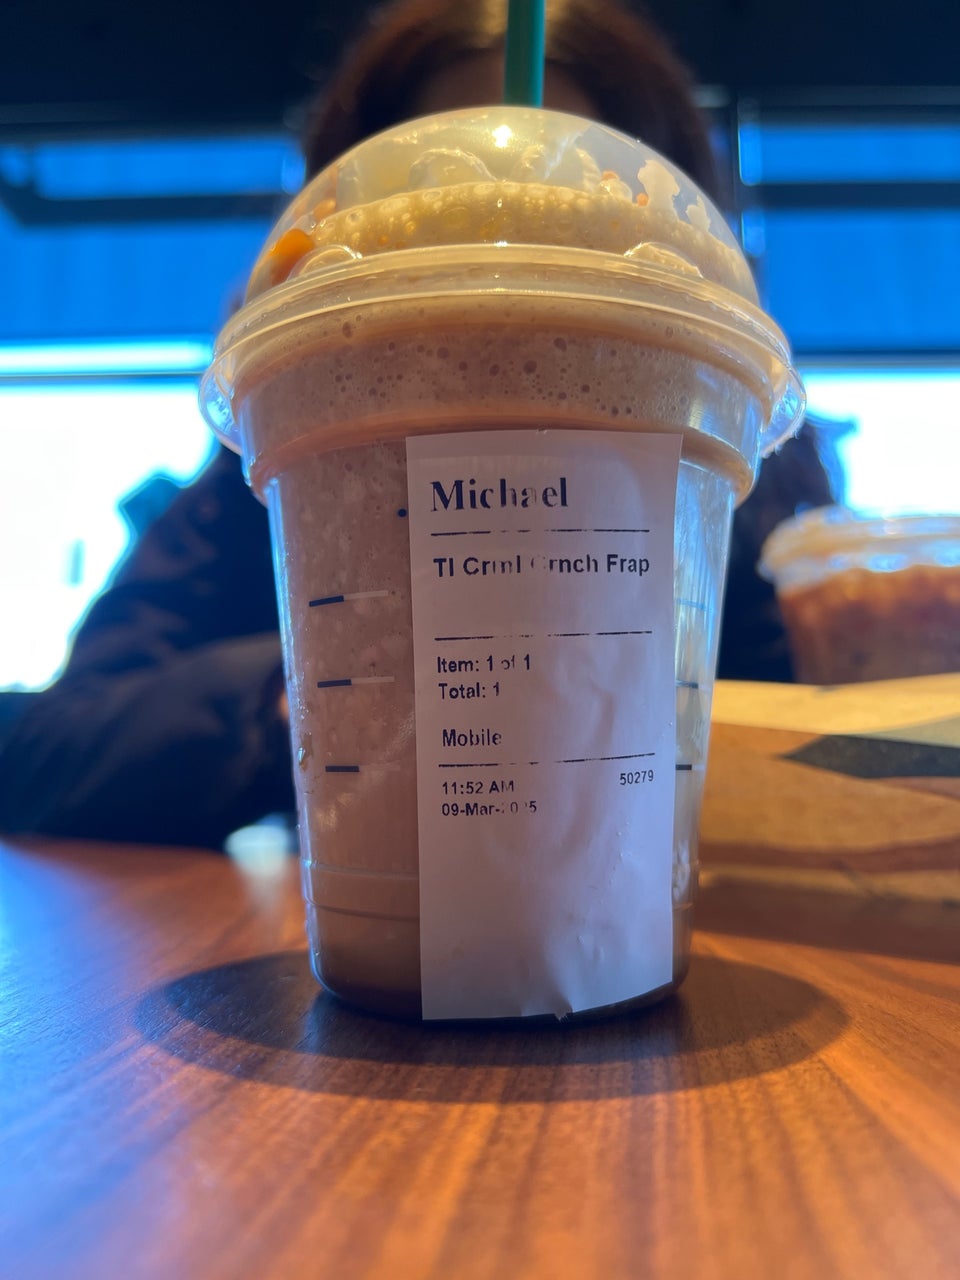 Michael
Tl Crml Crnch Frap
Item: 1 of 1
Total: 1
Mobile
11:52 AM
50279
09-Mar-2025